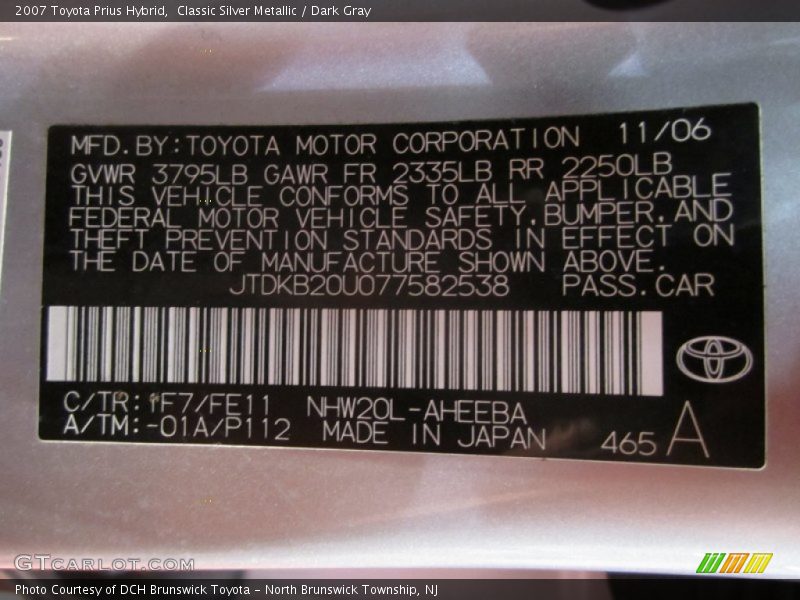 2007 Toyota Prius Hybrid, Classic Silver Metallic / Dark Gray
MFD.BY:TOYOTA MOTOR CORPORATION 11/06
GVWR 3795LB GAWR FR 2335LB RR 2250LB
THIS VEHICLE CONFORMS TO ALL APPLICABLE
FEDERAL MOTOR VEHICLE SAFETY,BUMPER,AND
THEFT PREVENTION STANDARDS IN EFFECT ON
THE DATE OF MANUFACTURE SHOWN ABOVE.
JTDKB20U077582538 PASS.CAR
C/TR:1F7/FE11 NHW20L-AHEEBA
A/TM:-01A/P112 MADE IN JAPAN 465 A
GTCARLOT.COM
Photo Courtesy of DCH Brunswick Toyota - North Brunswick Township, NJ